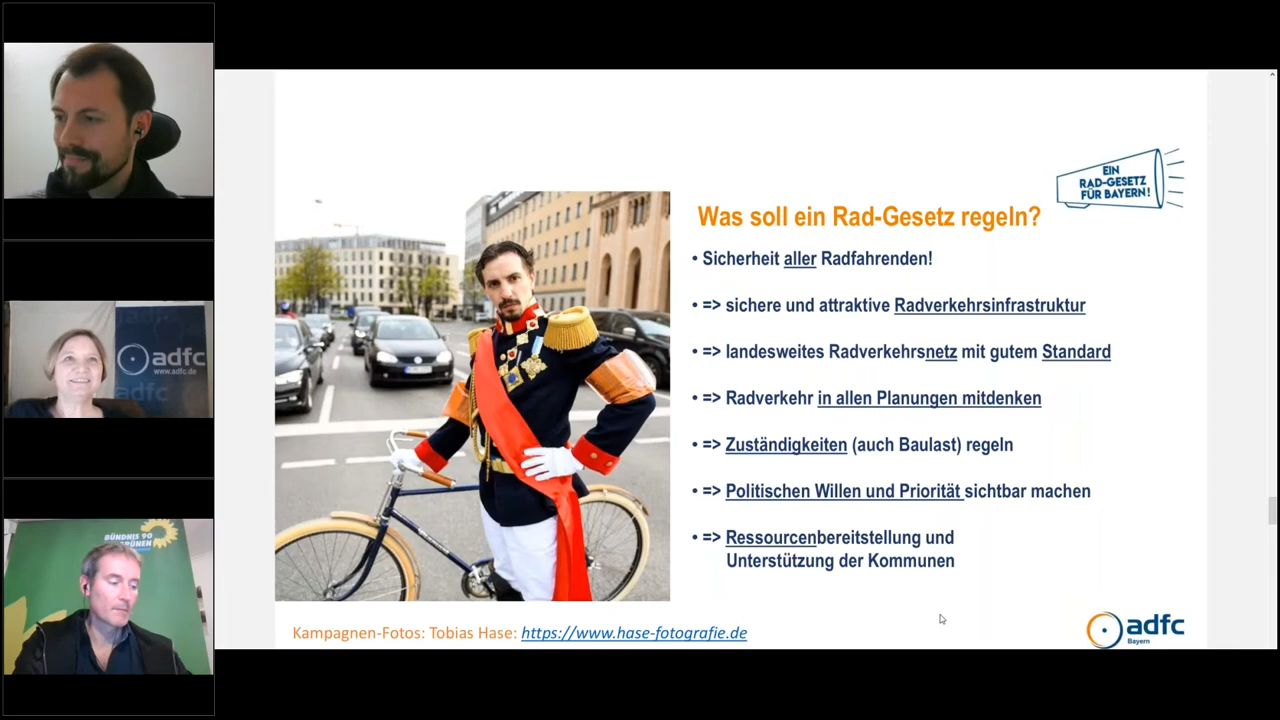 adfc
www.adfc.de
adfc
BÜNDNIS 90
EIN
RAD-GESETZ
FÜR BAYERN!
Was soll ein Rad-Gesetz regeln?
• Sicherheit aller Radfahrenden!
• => sichere und attraktive Radverkehrsinfrastruktur
• => landesweites Radverkehrsnetz mit gutem Standard
• => Radverkehr in allen Planungen mitdenken
• => Zuständigkeiten (auch Baulast) regeln
• => Politischen Willen und Priorität sichtbar machen
• => Ressourcenbereitstellung und
Unterstützung der Kommunen
Kampagnen-Fotos: Tobias Hase: https://www.hase-fotografie.de
adfc
Bayern